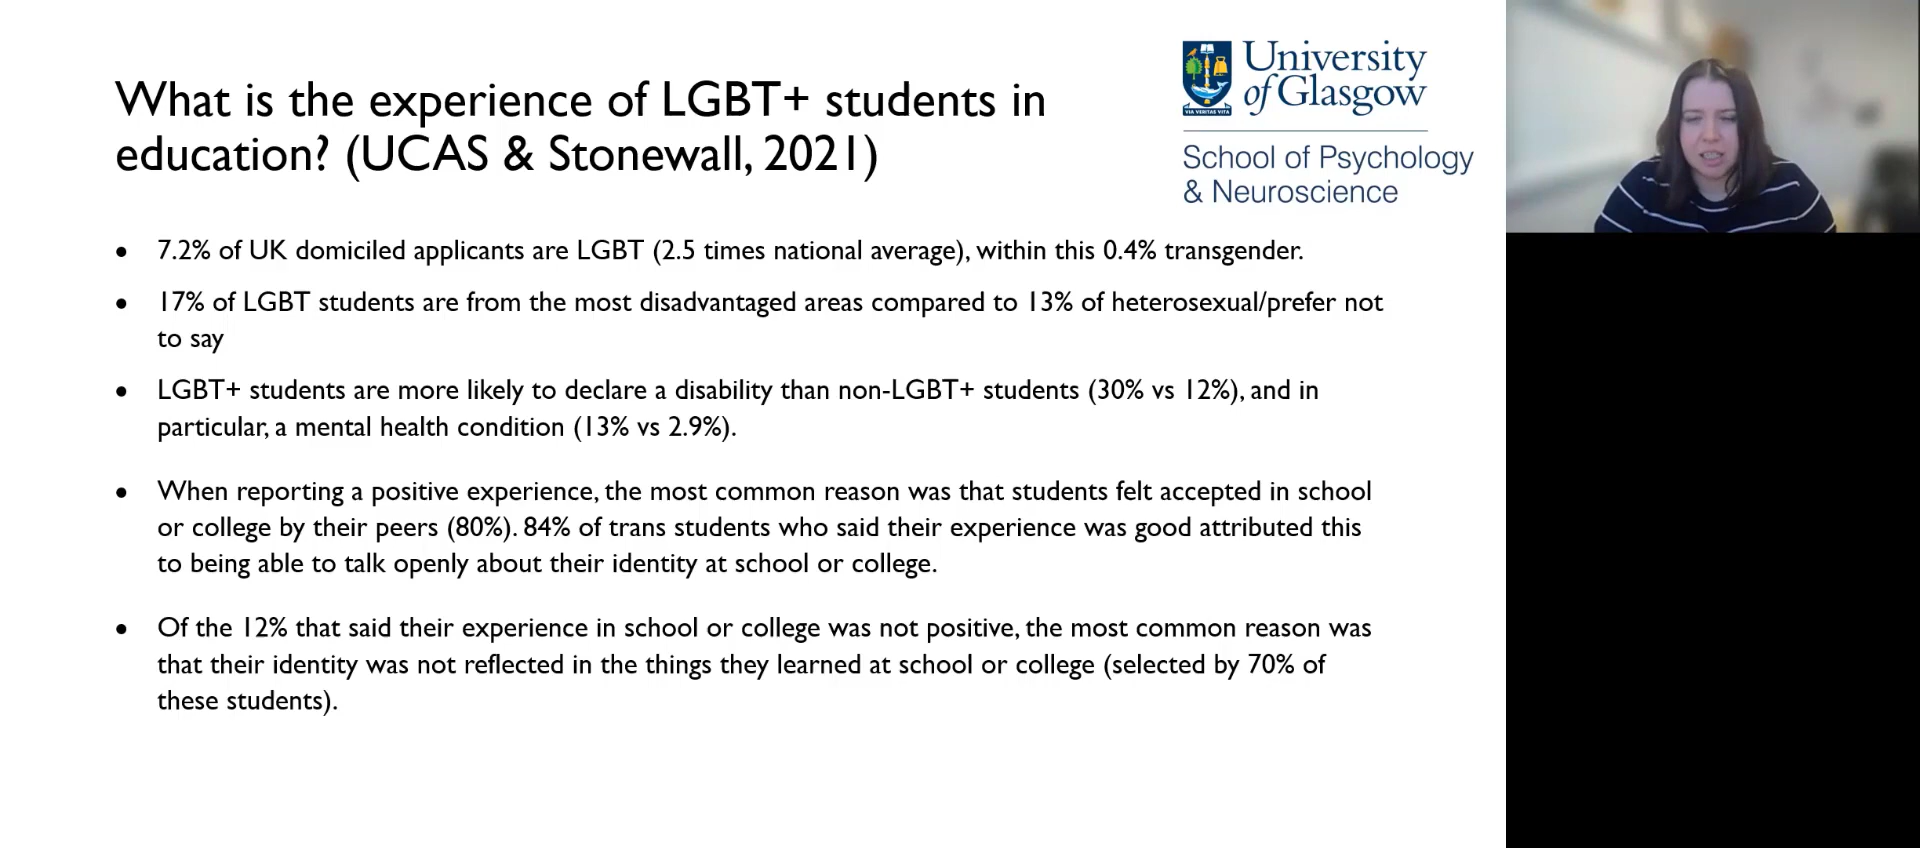 What is the experience of LGBT+ students in
education? (UCAS & Stonewall, 2021)
University
of Glasgow
VIA VERITAS VITA
School of Psychology
& Neuroscience
• 7.2% of UK domiciled applicants are LGBT (2.5 times national average), within this 0.4% transgender.
• 17% of LGBT students are from the most disadvantaged areas compared to 13% of heterosexual/prefer not
to say
• LGBT+ students are more likely to declare a disability than non-LGBT+ students (30% vs 12%), and in
particular, a mental health condition (13% vs 2.9%).
• When reporting a positive experience, the most common reason was that students felt accepted in school
or college by their peers (80%). 84% of trans students who said their experience was good attributed this
to being able to talk openly about their identity at school or college.
• Of the 12% that said their experience in school or college was not positive, the most common reason was
that their identity was not reflected in the things they learned at school or college (selected by 70% of
these students).